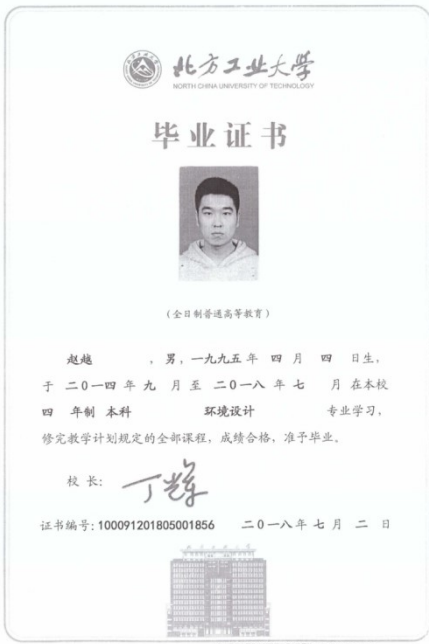 北方工业大学
NORTH CHINA UNIVERSITY OF TECHNOLOGY
毕业证书
(全日制普通高等教育)
赵越 ，男，一九九五年 四 月 四 日生，
于 二0一四 年 九 月 至 二0一八 年 七 月 在本校
四 年制 本科 环境设计 专业学习，
修完教学计划规定的全部课程，成绩合格，准予毕业。
校 长： 丁辉
证书编号: 100091201805001856 二0一八年 七 月 二 日